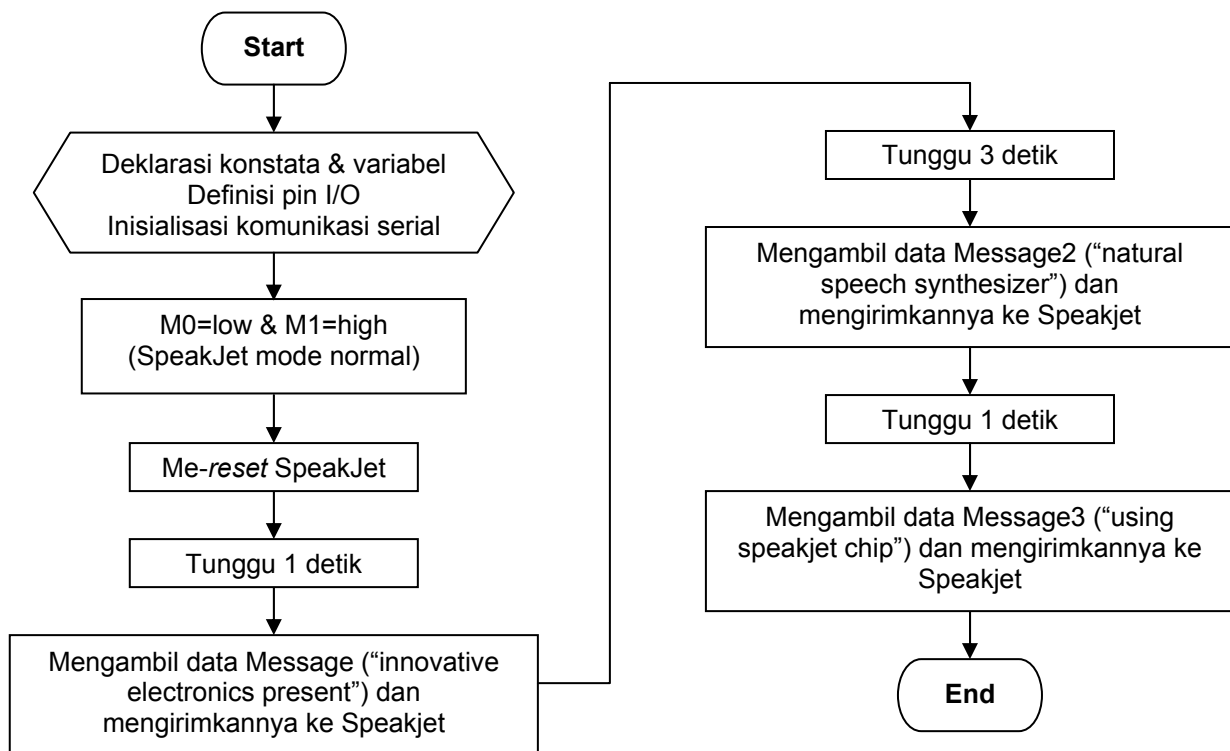 Start
Deklarasi konstata & variabel
Definisi pin I/O
Inisialisasi komunikasi serial
M0=low & M1=high
(SpeakJet mode normal)
Me-reset SpeakJet
Tunggu 1 detik
Mengambil data Message (“innovative
electronics present”) dan
mengirimkannya ke Speakjet
Tunggu 3 detik
Mengambil data Message2 (“natural
speech synthesizer”) dan
mengirimkannya ke Speakjet
Tunggu 1 detik
Mengambil data Message3 (“using
speakjet chip”) dan mengirimkannya ke
Speakjet
End